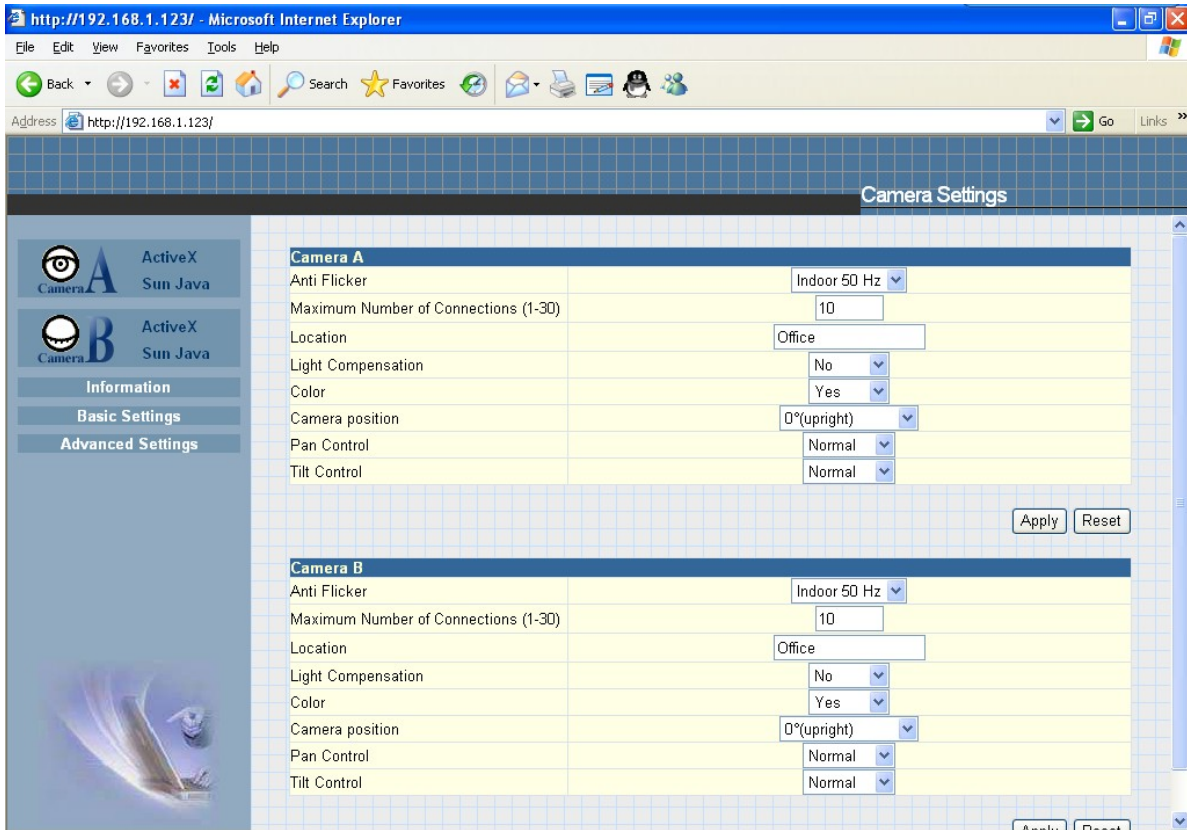 http://192.168.1.123/ - Microsoft Internet Explorer
File Edit View Favorites Tools Help
Back Search Favorites
Address http://192.168.1.123/ Go Links »
Camera Settings
Camera A ActiveX
Sun Java
Camera B ActiveX
Sun Java
Information
Basic Settings
Advanced Settings
Camera A
Anti Flicker Indoor 50 Hz
Maximum Number of Connections (1-30) 10
Location Office
Light Compensation No
Color Yes
Camera position 0°(upright)
Pan Control Normal
Tilt Control Normal
Apply Reset
Camera B
Anti Flicker Indoor 50 Hz
Maximum Number of Connections (1-30) 10
Location Office
Light Compensation No
Color Yes
Camera position 0°(upright)
Pan Control Normal
Tilt Control Normal
Apply Reset